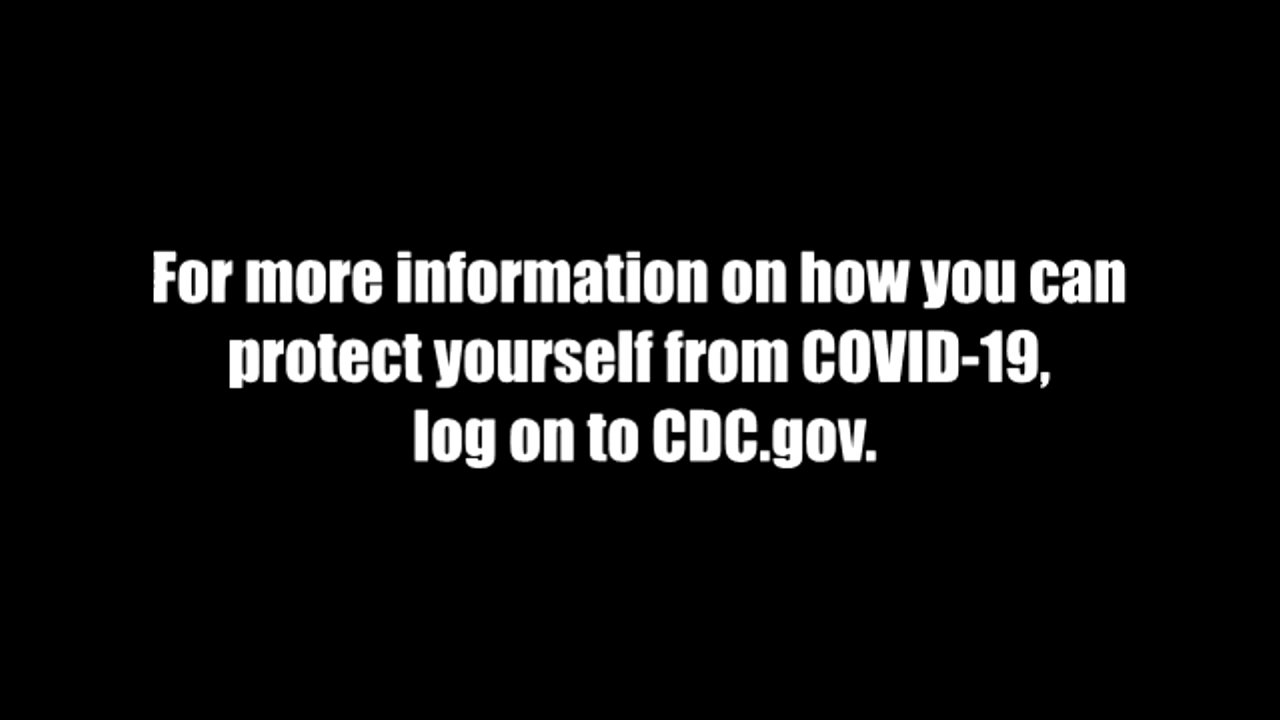 For more information on how you can
protect yourself from COVID-19,
log on to CDC.gov.